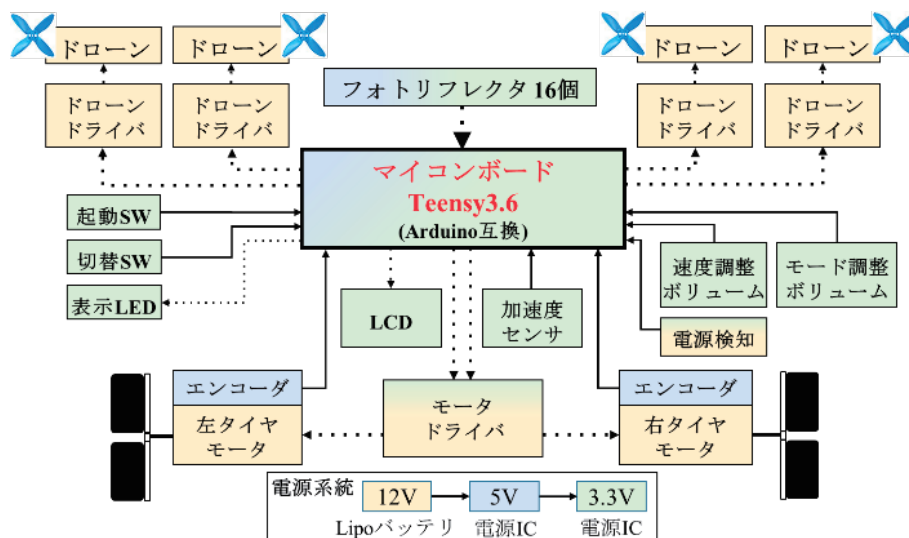 ドローン
ドローン
ドローン
ドローン
フォトリフレクタ 16個
ドローン
ドライバ
ドローン
ドライバ
ドローン
ドライバ
ドローン
ドライバ
マイコンボード
Teensy3.6
(Arduino互換)
起動SW
切替SW
表示LED
速度調整
ボリューム
モード調整
ボリューム
LCD
加速度
センサ
電源検知
エンコーダ
左タイヤ
モータ
モータ
ドライバ
エンコーダ
右タイヤ
モータ
電源系統
12V
5V
3.3V
Lipoバッテリ
電源IC
電源IC